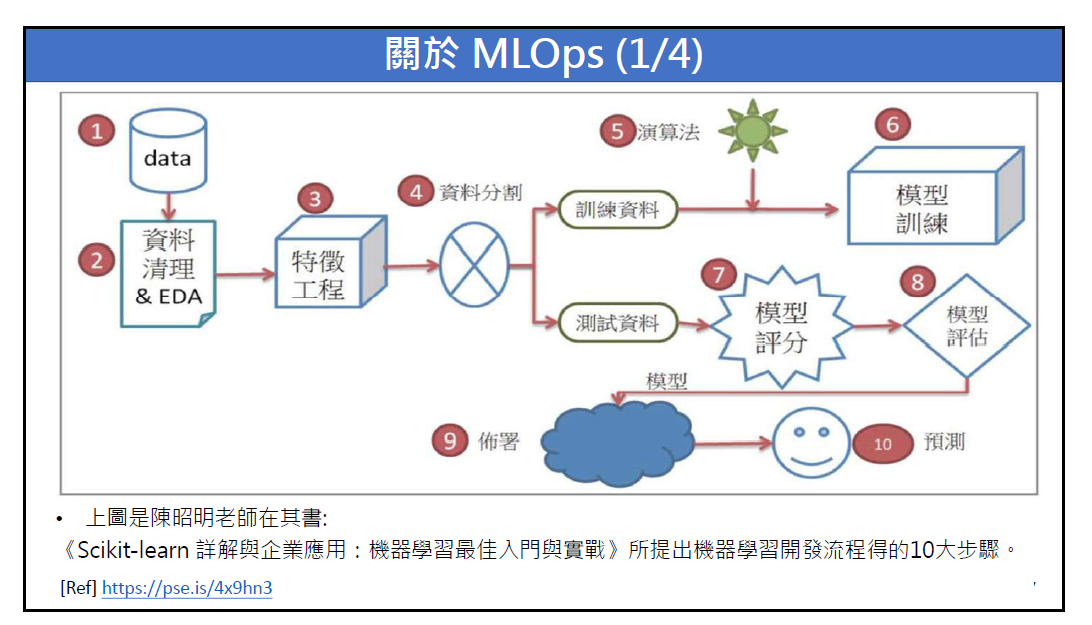 關於 MLOps (1/4)
1
data
2
資料
清理
& EDA
3
特徵
工程
4
資料分割
訓練資料
測試資料
5
演算法
6
模型
訓練
7
模型
評分
8
模型
評估
模型
9
佈署
10
預測
• 上圖是陳昭明老師在其書:
《Scikit-learn 詳解與企業應用：機器學習最佳入門與實戰》所提出機器學習開發流程得的10大步驟。
[Ref] https://pse.is/4x9hn3